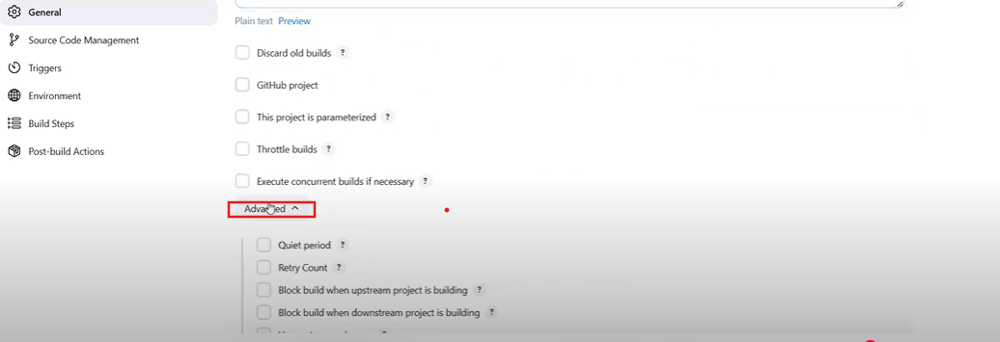 General
Source Code Management
Triggers
Environment
Build Steps
Post-build Actions
Plain text Preview
Discard old builds ?
GitHub project
This project is parameterized ?
Throttle builds ?
Execute concurrent builds if necessary ?
Advanced
Quiet period ?
Retry Count ?
Block build when upstream project is building ?
Block build when downstream project is building ?